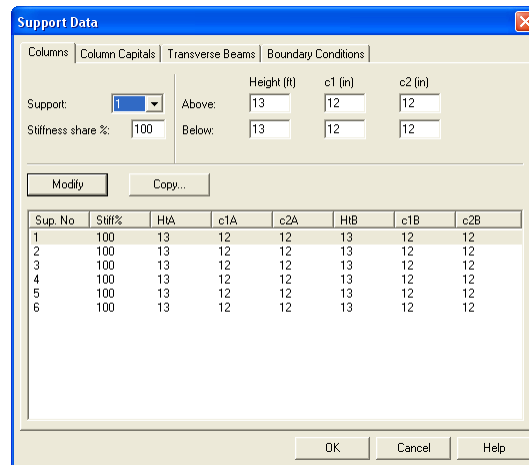 Support Data
Columns Column Capitals Transverse Beams Boundary Conditions
Height (ft) c1 (in) c2 (in)
Support: 1 Above: 13 12 12
Stiffness share %: 100 Below: 13 12 12
Modify Copy...
Sup. No Stiff% HtA c1A c2A HtB c1B c2B
1 100 13 12 12 13 12 12
2 100 13 12 12 13 12 12
3 100 13 12 12 13 12 12
4 100 13 12 12 13 12 12
5 100 13 12 12 13 12 12
6 100 13 12 12 13 12 12
OK Cancel Help